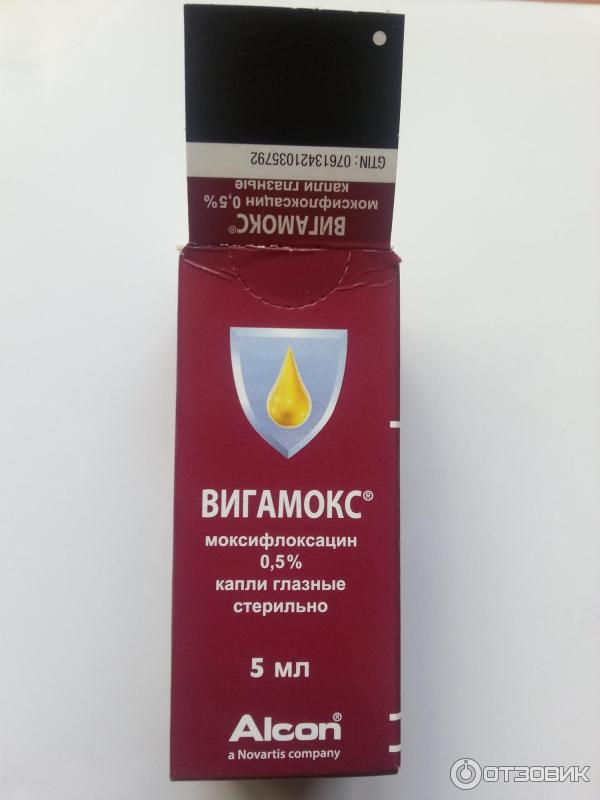 GTIN: 07613421035792
ВИГАМОКС®
моксифлоксацин 0,5%
капли глазные
ВИГАМОКС®
моксифлоксацин
0,5%
капли глазные
стерильно
5 мл
Alcon®
a Novartis company
ОТЗОВИК